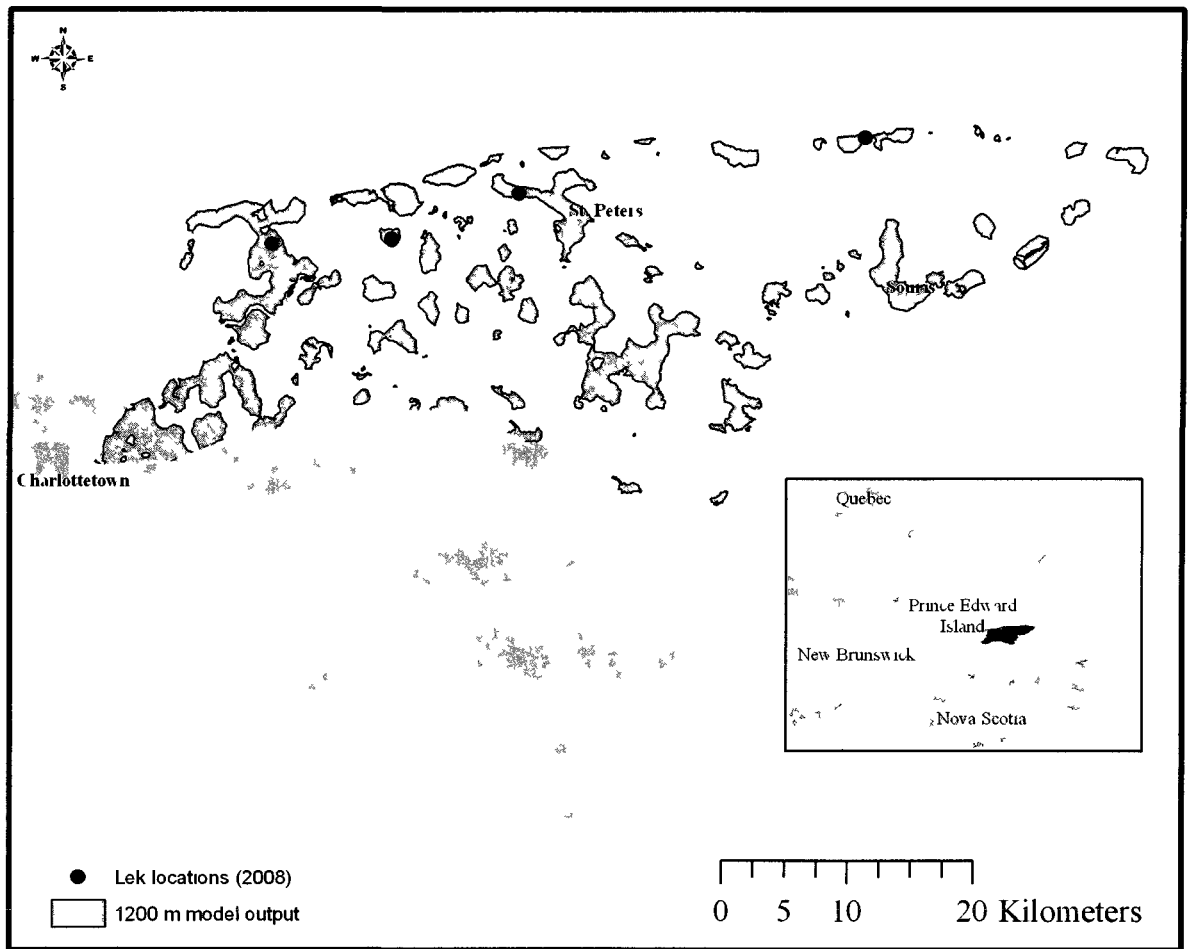 N
W E
S
St. Peters
Souris
Charlottetown
Quebec
Prince Edward
Island
New Brunswick
Nova Scotia
Lek locations (2008)
1200 m model output
0 5 10 20 Kilometers